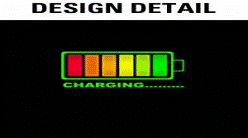 DESIGN DETAIL
CHARGING.........